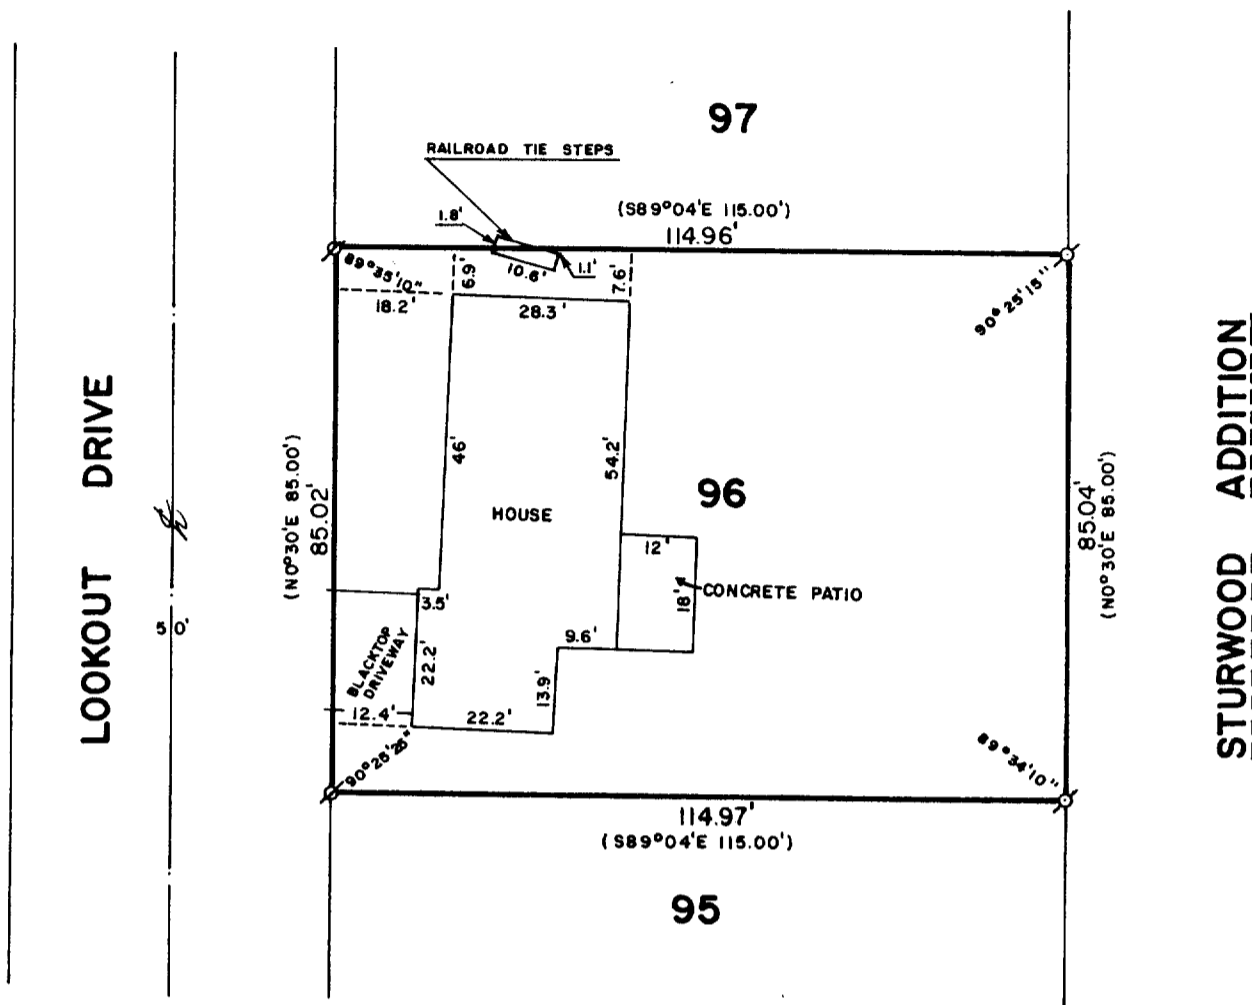 97
RAILROAD TIE STEPS
(S89°04'E 115.00')
114.96'
1.8'
10.6'
1.1'
6.9'
7.6'
89°35'10"
90°25'15"
18.2'
28.3'
LOOKOUT DRIVE
50'
(N0°30'E 85.00')
85.02'
46'
54.2'
HOUSE
96
12'
18'
CONCRETE PATIO
85.04'
(N0°30'E 85.00')
STURWOOD ADDITION
3.5'
BLACKTOP
DRIVEWAY
22.2'
9.6'
13.9'
12.4'
22.2'
90°25'25"
89°34'10"
114.97'
(S89°04'E 115.00')
95